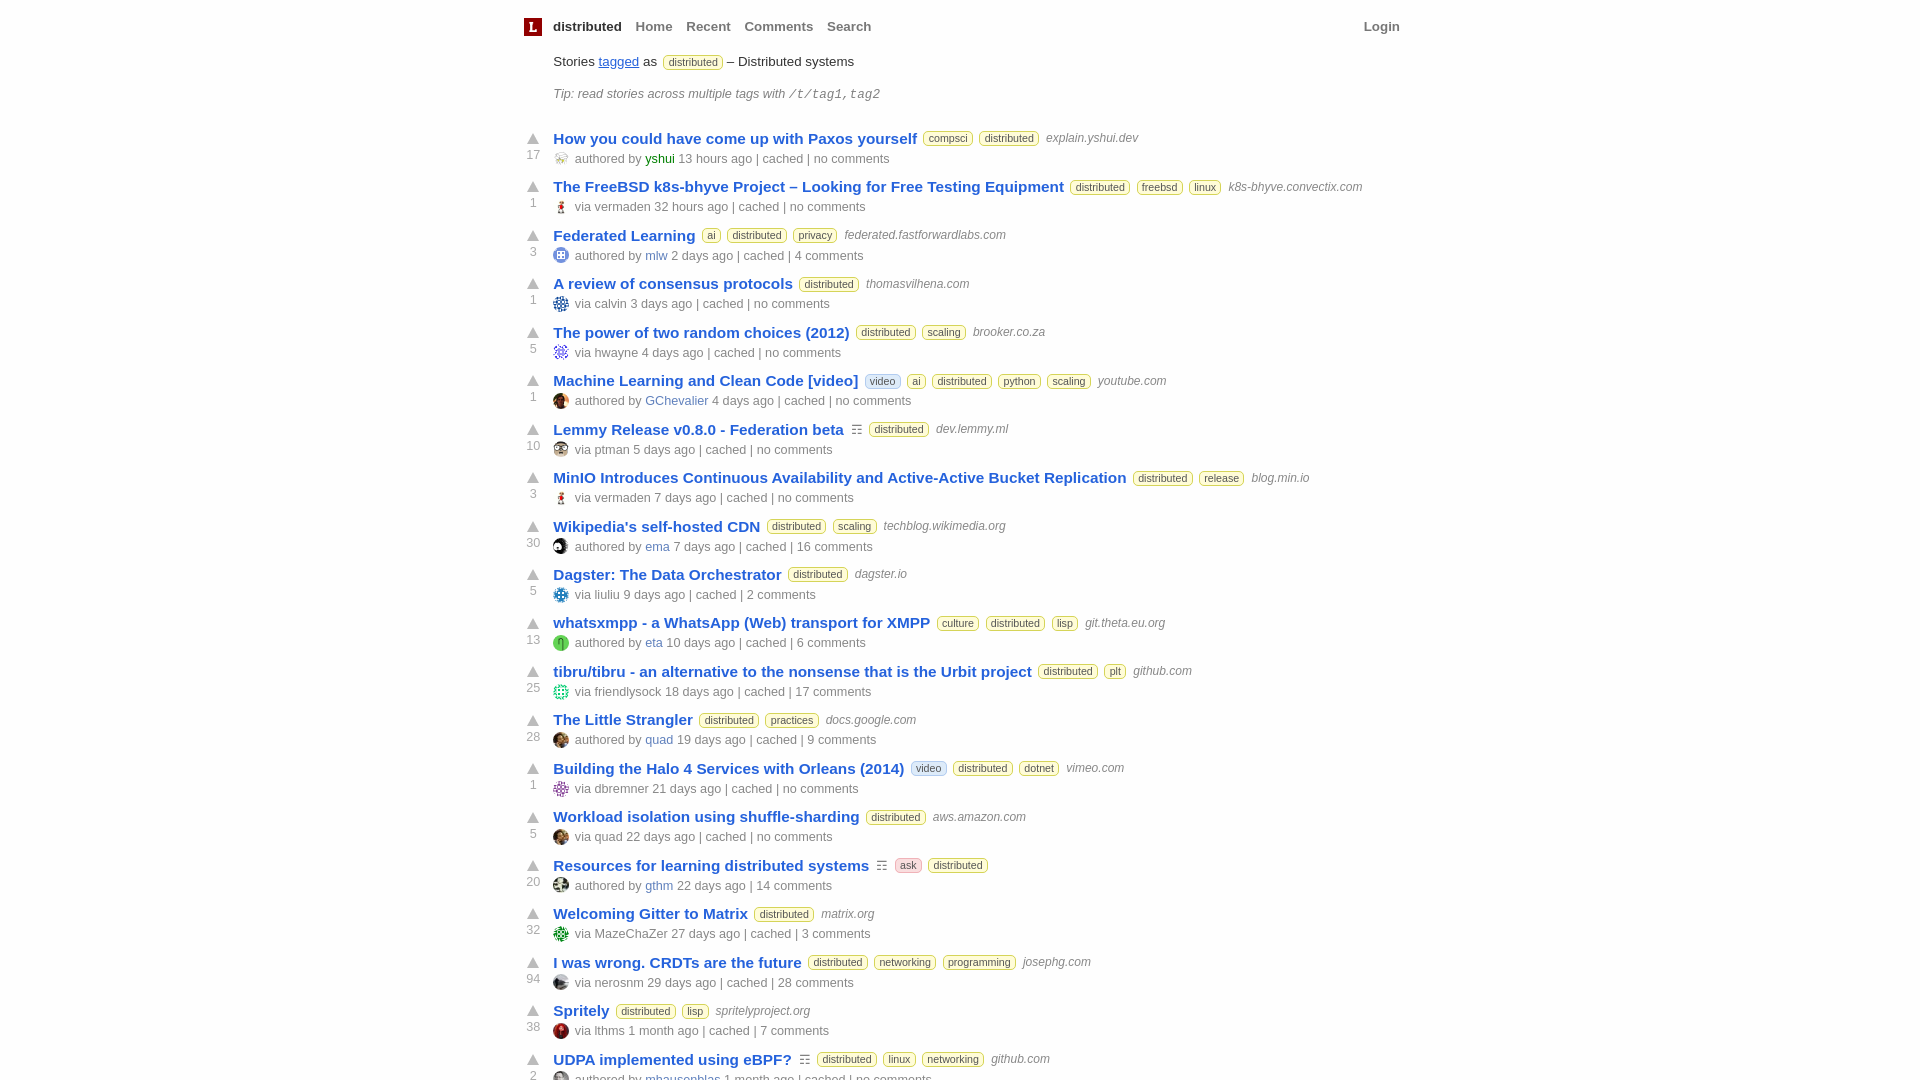 L distributed Home Recent Comments Search Login
Stories tagged as distributed – Distributed systems
Tip: read stories across multiple tags with /t/tag1,tag2
How you could have come up with Paxos yourself compsci distributed explain.yshui.dev
17 authored by yshui 13 hours ago | cached | no comments
The FreeBSD k8s-bhyve Project – Looking for Free Testing Equipment distributed freebsd linux k8s-bhyve.convectix.com
1 via vermaden 32 hours ago | cached | no comments
Federated Learning ai distributed privacy federated.fastforwardlabs.com
3 authored by mlw 2 days ago | cached | 4 comments
A review of consensus protocols distributed thomasvilhena.com
1 via calvin 3 days ago | cached | no comments
The power of two random choices (2012) distributed scaling brooker.co.za
5 via hwayne 4 days ago | cached | no comments
Machine Learning and Clean Code [video] video ai distributed python scaling youtube.com
1 authored by GChevalier 4 days ago | cached | no comments
Lemmy Release v0.8.0 - Federation beta ☶ distributed dev.lemmy.ml
10 via ptman 5 days ago | cached | no comments
MinIO Introduces Continuous Availability and Active-Active Bucket Replication distributed release blog.min.io
3 via vermaden 7 days ago | cached | no comments
Wikipedia's self-hosted CDN distributed scaling techblog.wikimedia.org
30 authored by ema 7 days ago | cached | 16 comments
Dagster: The Data Orchestrator distributed dagster.io
5 via liuliu 9 days ago | cached | 2 comments
whatsxmpp - a WhatsApp (Web) transport for XMPP culture distributed lisp git.theta.eu.org
13 authored by eta 10 days ago | cached | 6 comments
tibru/tibru - an alternative to the nonsense that is the Urbit project distributed plt github.com
25 via friendlysock 18 days ago | cached | 17 comments
The Little Strangler distributed practices docs.google.com
28 authored by quad 19 days ago | cached | 9 comments
Building the Halo 4 Services with Orleans (2014) video distributed dotnet vimeo.com
1 via dbremner 21 days ago | cached | no comments
Workload isolation using shuffle-sharding distributed aws.amazon.com
5 via quad 22 days ago | cached | no comments
Resources for learning distributed systems ☶ ask distributed
20 authored by gthm 22 days ago | 14 comments
Welcoming Gitter to Matrix distributed matrix.org
32 via MazeChaZer 27 days ago | cached | 3 comments
I was wrong. CRDTs are the future distributed networking programming josephg.com
94 via nerosnm 29 days ago | cached | 28 comments
Spritely distributed lisp spritelyproject.org
38 via lthms 1 month ago | cached | 7 comments
UDPA implemented using eBPF? ☶ distributed linux networking github.com
2 authored by mhausenblas 1 month ago | cached | no comments